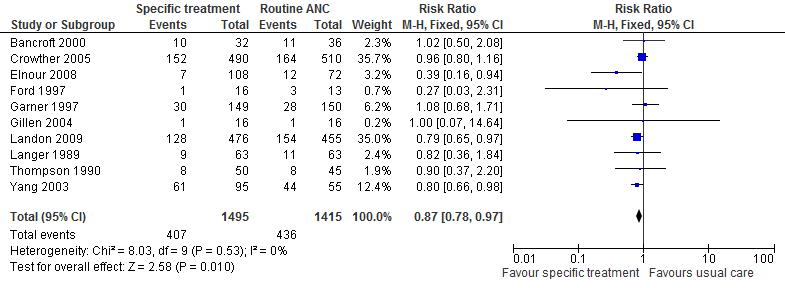 Specific treatment Routine ANC Risk Ratio Risk Ratio
Study or Subgroup Events Total Events Total Weight M-H, Fixed, 95% CI M-H, Fixed, 95% CI
Bancroft 2000 10 32 11 36 2.3% 1.02 [0.50, 2.08]
Crowther 2005 152 490 164 510 35.7% 0.96 [0.80, 1.16]
Elnour 2008 7 108 12 72 3.2% 0.39 [0.16, 0.94]
Ford 1997 1 16 3 13 0.7% 0.27 [0.03, 2.31]
Garner 1997 30 149 28 150 6.2% 1.08 [0.68, 1.71]
Gillen 2004 1 16 1 16 0.2% 1.00 [0.07, 14.64]
Landon 2009 128 476 154 455 35.0% 0.79 [0.65, 0.97]
Langer 1989 9 63 11 63 2.4% 0.82 [0.36, 1.84]
Thompson 1990 8 50 8 45 1.9% 0.90 [0.37, 2.20]
Yang 2003 61 95 44 55 12.4% 0.80 [0.66, 0.98]
Total (95% CI) 1495 1415 100.0% 0.87 [0.78, 0.97]
Total events 407 436
Heterogeneity: Chi² = 8.03, df = 9 (P = 0.53); I² = 0%
Test for overall effect: Z = 2.58 (P = 0.010)
0.01 0.1 1 10 100
Favour specific treatment Favours usual care